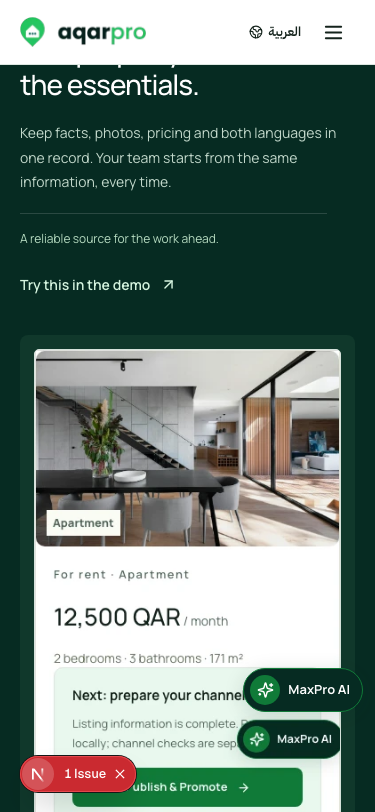 aqarpro
العربية
the essentials.
Keep facts, photos, pricing and both languages in
one record. Your team starts from the same
information, every time.
A reliable source for the work ahead.
Try this in the demo
Apartment
For rent · Apartment
12,500 QAR / month
2 bedrooms · 3 bathrooms · 171 m²
MaxPro AI
Next: prepare your channel
Listing information is complete.
locally; channel checks are
MaxPro AI
N 1 Issue
& Promote